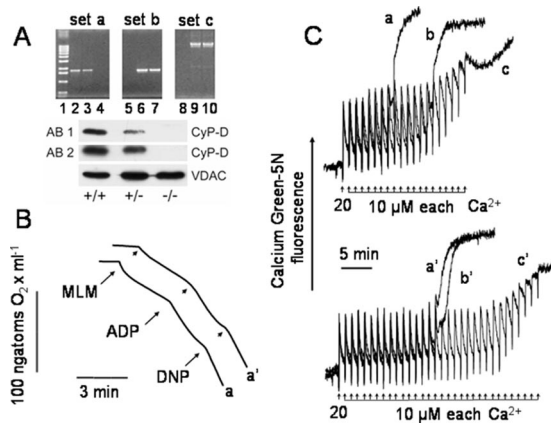 A
set a set b set c
1 2 3 4 5 6 7 8 9 10
AB 1 CyP-D
AB 2 CyP-D
VDAC
+/+ +/- -/-
B
100 ngatoms O₂ x ml⁻¹
MLM
ADP
DNP
3 min
a a'
C
Calcium Green-5N
fluorescence
a
b
c
20 10 µM each Ca²⁺
5 min
a'
b'
c'
20 10 µM each Ca²⁺